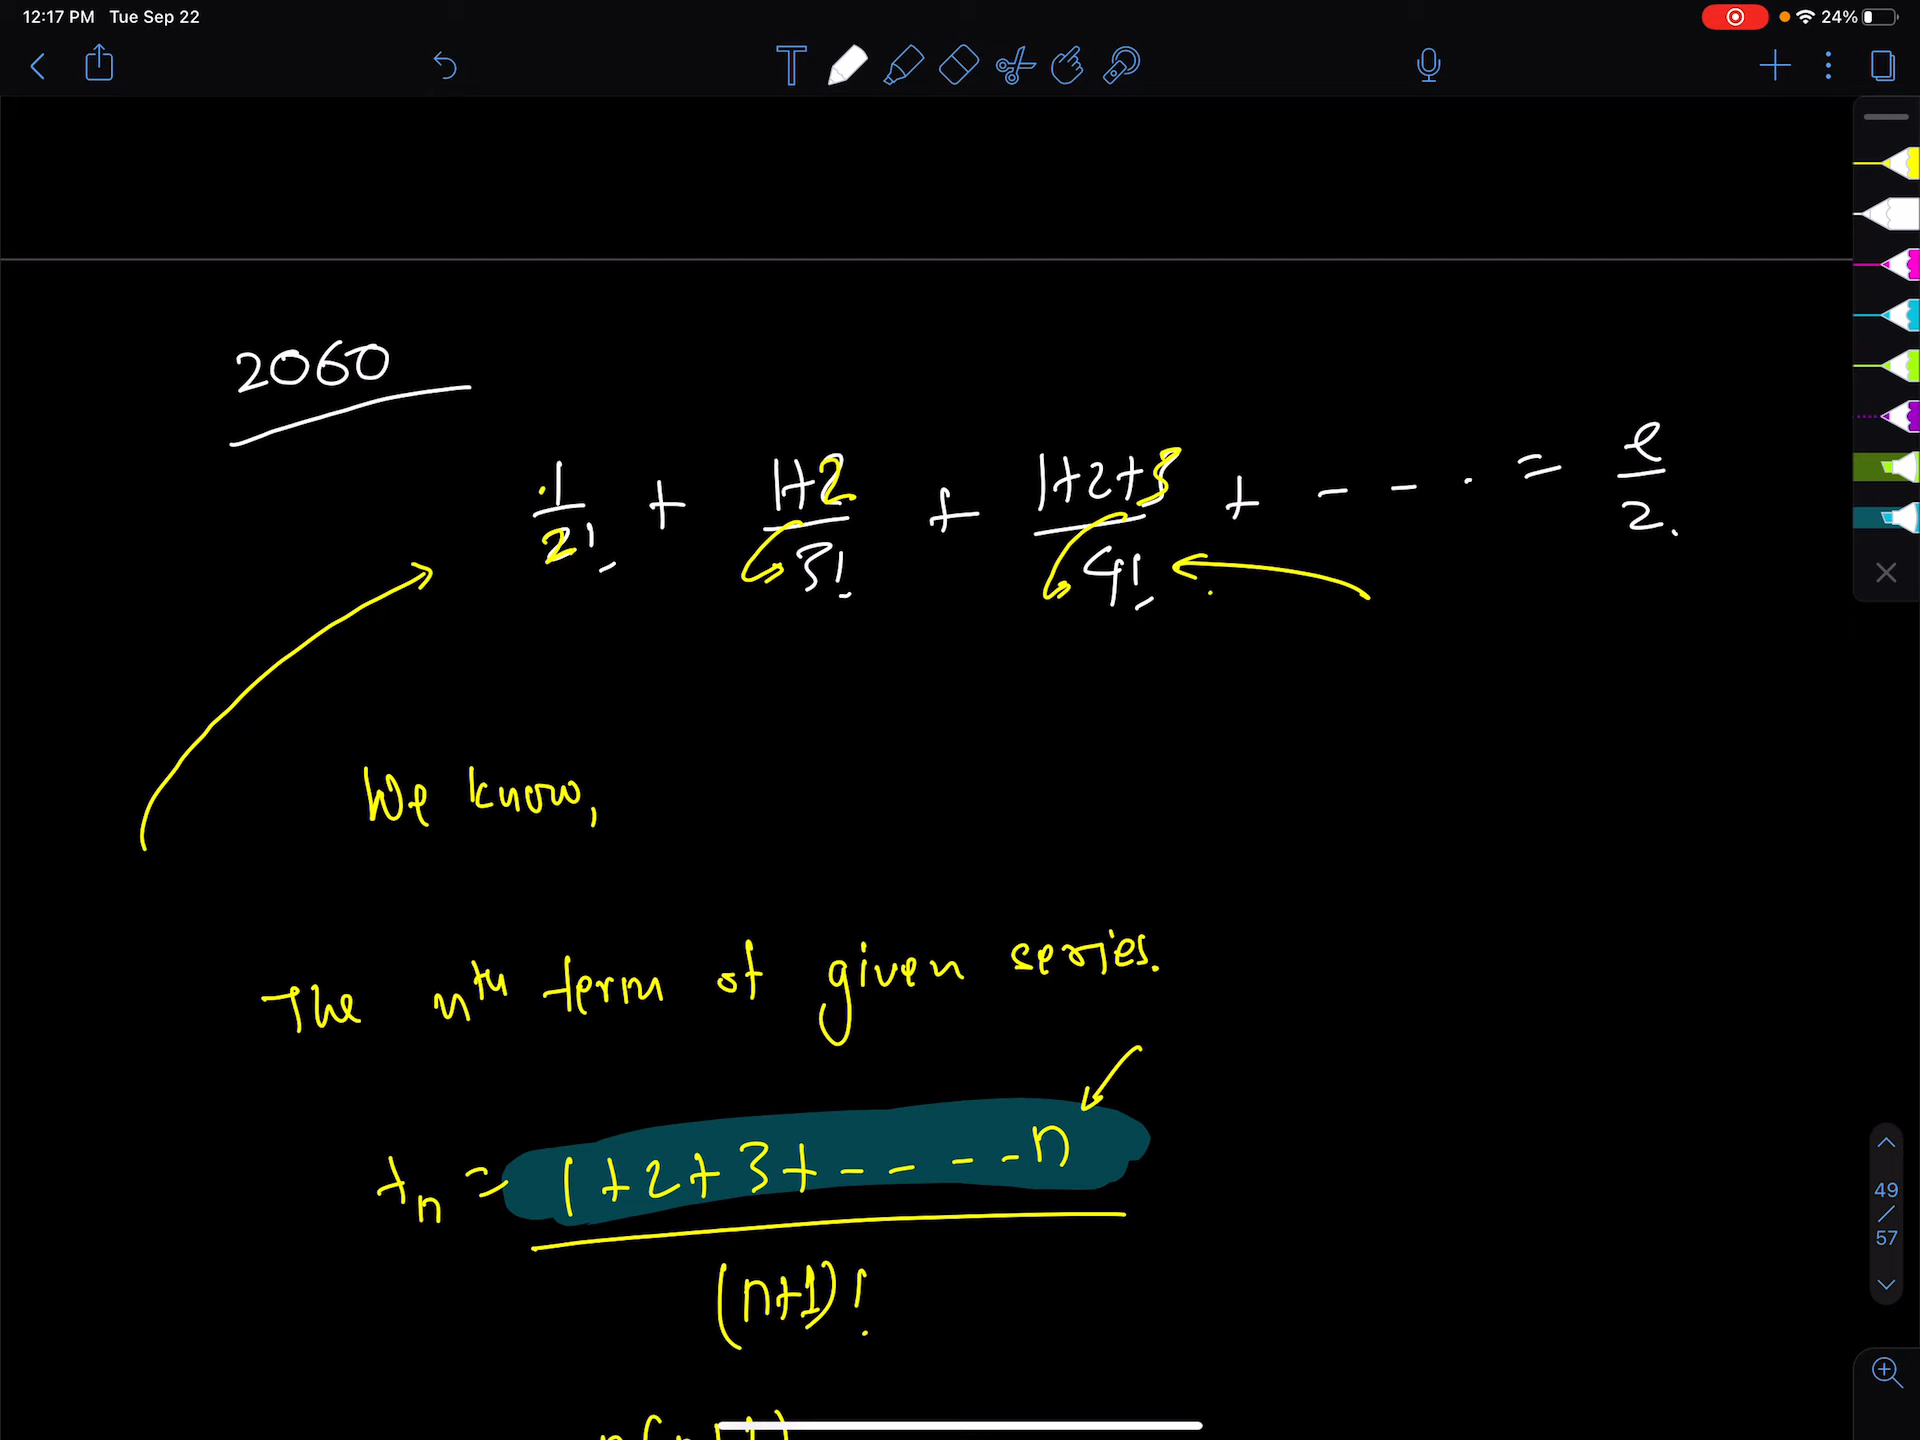 12:17 PM Tue Sep 22
24%
2060
1/2! + 1+2/3! + 1+2+3/4! + - - . = e/2.
We know,
The nth term of given series.
tn = 1+2+3+ - - - - n
(n+1)!
49
/
57